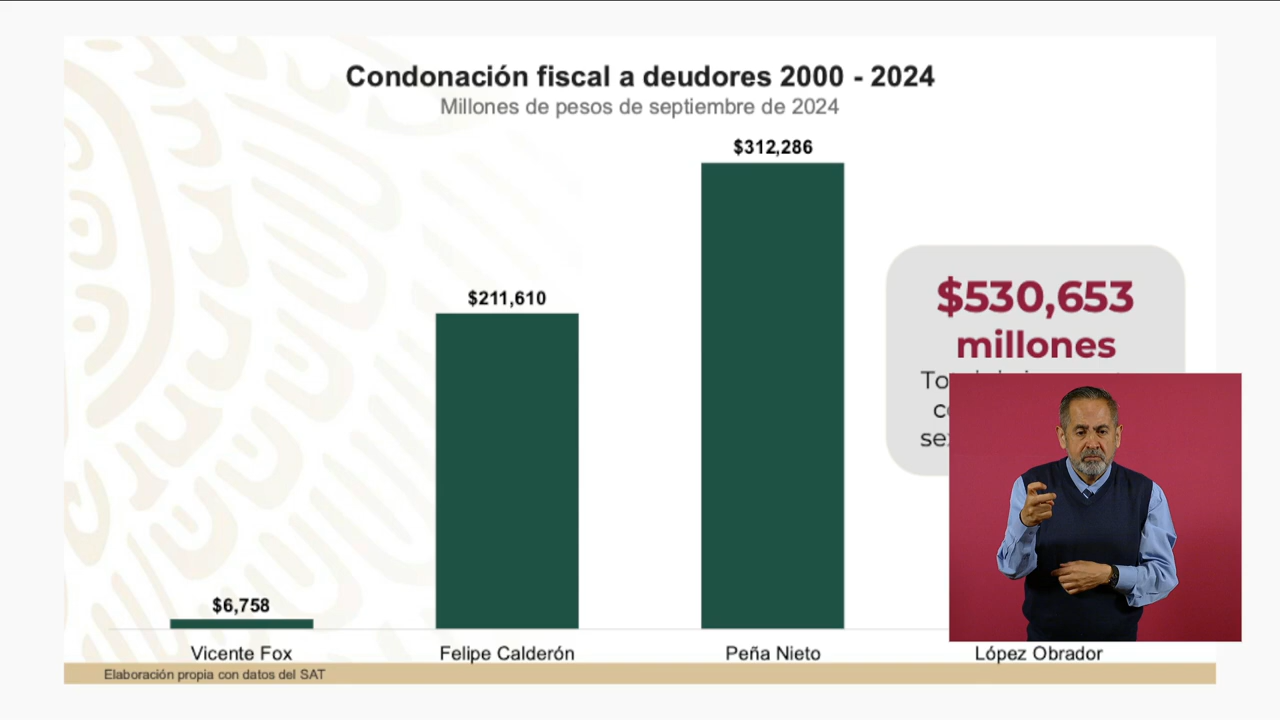 Condonación fiscal a deudores 2000 - 2024
Millones de pesos de septiembre de 2024
$312,286
$211,610
$6,758
$530,653
millones
Vicente Fox
Felipe Calderón
Peña Nieto
López Obrador
Elaboración propia con datos del SAT